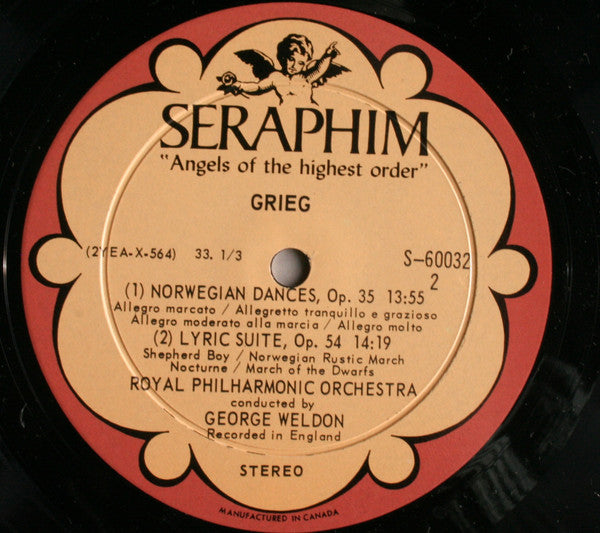 SERAPHIM
"Angels of the highest order"
GRIEG
(2YEA-X-564) 33. 1/3 S-60032
2
(1) NORWEGIAN DANCES, Op. 35 13:55
Allegro marcato / Allegretto tranquillo e grazioso
Allegro moderato alla marcia / Allegro molto
(2) LYRIC SUITE, Op. 54 14:19
Shepherd Boy / Norwegian Rustic March
Nocturne / March of the Dwarfs
ROYAL PHILHARMONIC ORCHESTRA
conducted by
GEORGE WELDON
Recorded in England
STEREO
MANUFACTURED IN CANADA